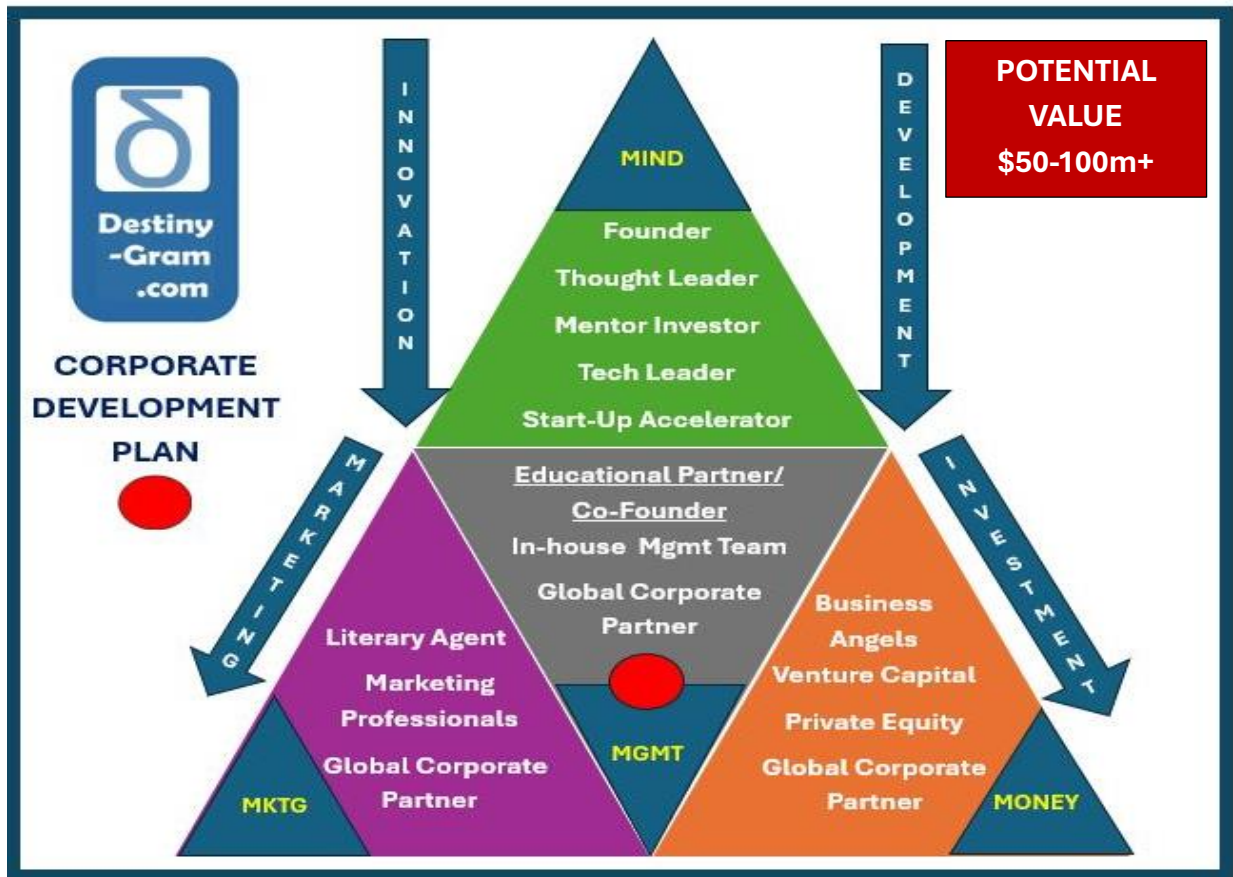 δ
Destiny
-Gram
.com
CORPORATE
DEVELOPMENT
PLAN
INNOVATION
DEVELOPMENT
POTENTIAL
VALUE
$50-100m+
MIND
Founder
Thought Leader
Mentor Investor
Tech Leader
Start-Up Accelerator
MARKETING
INVESTMENT
Educational Partner/
Co-Founder
In-house Mgmt Team
Global Corporate
Partner
MGMT
Literary Agent
Marketing
Professionals
Global Corporate
Partner
MKTG
Business
Angels
Venture Capital
Private Equity
Global Corporate
Partner
MONEY